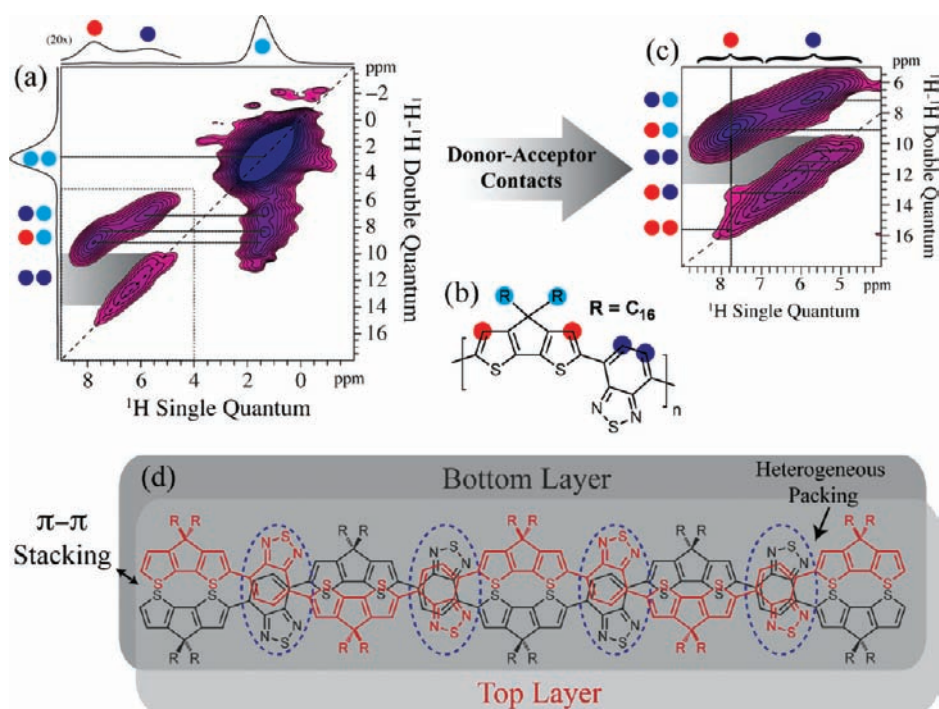 (20x)
(a)
ppm
-2
0
2
4
6
8
10
12
14
16
¹H-¹H Double Quantum
8
6
4
2
0
ppm
¹H Single Quantum
Donor-Acceptor
Contacts
(c)
ppm
6
8
10
12
14
16
¹H-¹H Double Quantum
8
7
6
5
ppm
¹H Single Quantum
(b)
R
R
R = C₁₆
S
S
N
N
S
n
(d)
Bottom Layer
Heterogeneous
Packing
π–π
Stacking
R R
N
S
N
R R
N
S
N
R R
N
S
N
R R
N
S
N
R R
S
S
S
S
S
S
S
S
S
S
N
S
N
R R
R R
N
S
N
R R
N
S
N
R R
N
S
N
R R
Top Layer